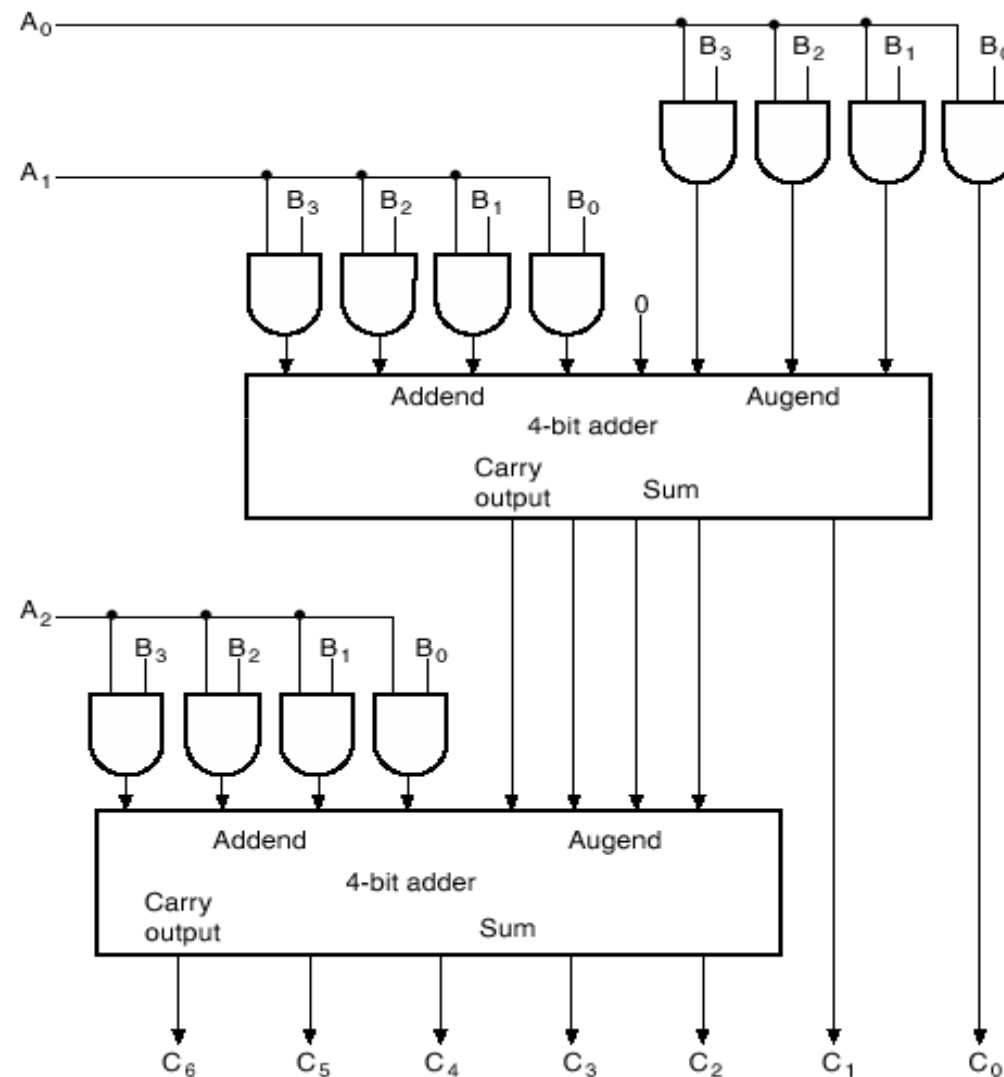 A0
B3 B2 B1 B0
A1
B3 B2 B1 B0
0
Addend Augend
4-bit adder
Carry
output
Sum
A2
B3 B2 B1 B0
Addend Augend
4-bit adder
Carry
output
Sum
C6 C5 C4 C3 C2 C1 C0